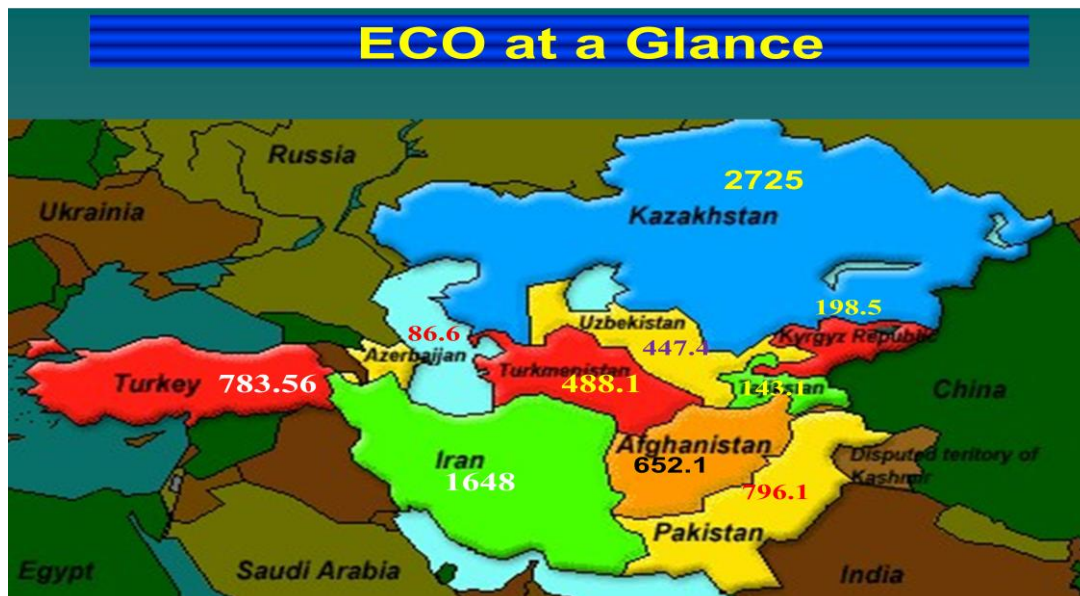 ECO at a Glance
Russia
2725
Ukrainia
Kazakhstan
198.5
Uzbekistan
86.6
Kyrgyz Republic
447.4
Azerbaijan
Turkmenistan
Turkey 783.56
488.1
143.1
China
Afghanistan
Iran
652.1
Disputed teritory of
Kashmir
1648
796.1
Pakistan
Egypt
Saudi Arabia
India